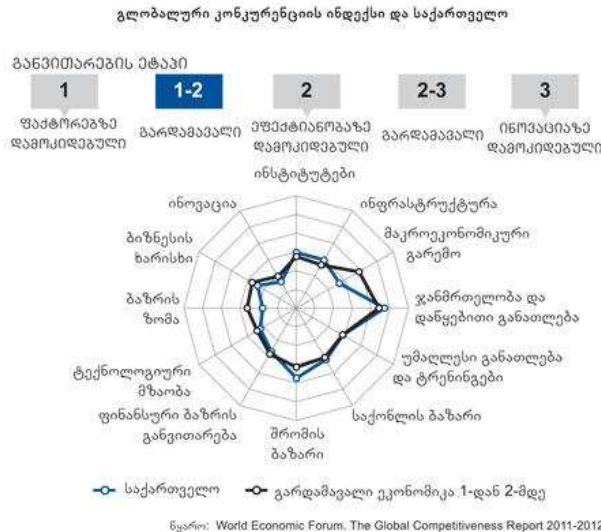 გლობალური კონკურენციის ინდექსი და საქართველო
განვითარების ეტაპი
1
1-2
2
2-3
3
ფაქტორებზე
დამოკიდებული
გარდამავალი
ეფექტიანობაზე
დამოკიდებული
გარდამავალი
ინოვაციაზე
დამოკიდებული
ინსტიტუტები
ინოვაცია
ინფრასტრუქტურა
ბიზნესის
ხარისხი
მაკროეკონომიკური
გარემო
ბაზრის
ზომა
ჯანმრთელობა და
დაწყებითი განათლება
ტექნოლოგიური
მზაობა
უმაღლესი განათლება
და ტრენინგები
ფინანსური ბაზრის
განვითარება
შრომის
ბაზარი
საქონლის ბაზარი
საქართველო
გარდამავალი ეკონომიკა 1-დან 2-მდე
წყარო: World Economic Forum. The Global Competitiveness Report 2011-2012